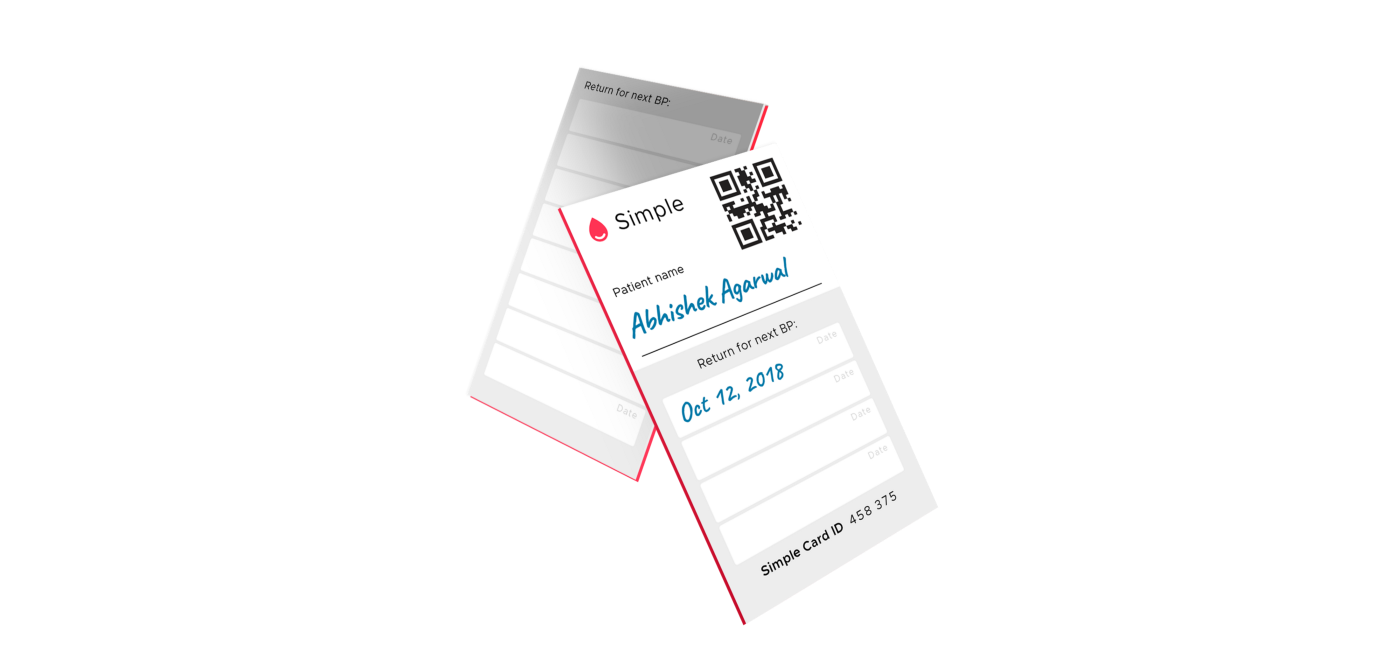 Return for next BP:
Date
Date
Simple
Patient name
Abhishek Agarwal
Return for next BP:
Date
Oct 12, 2018
Date
Date
Date
Simple Card ID 458 375